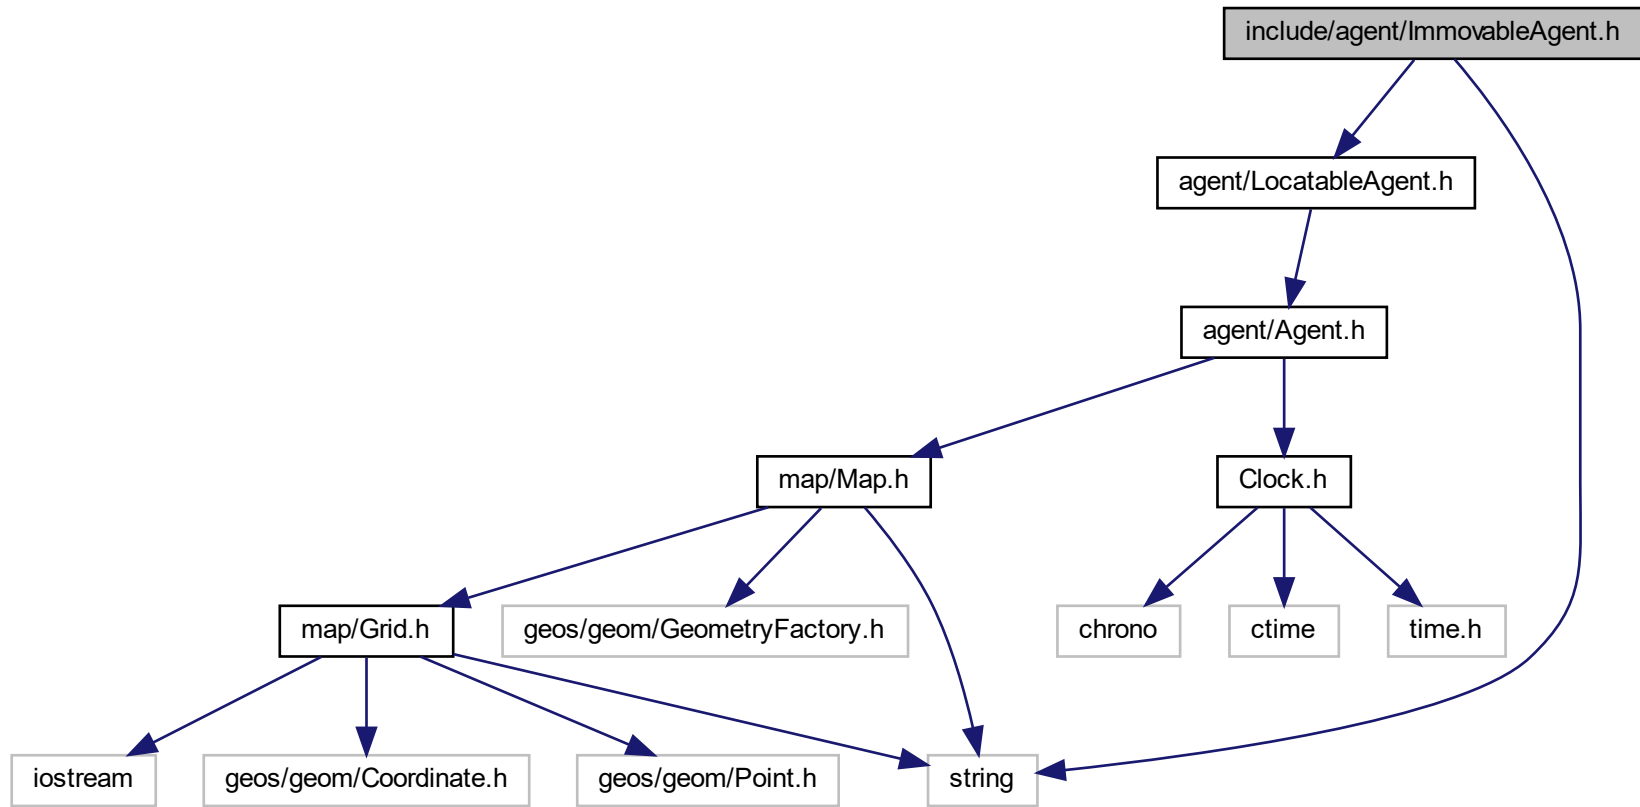 include/agent/ImmovableAgent.h
agent/LocatableAgent.h
agent/Agent.h
map/Map.h
Clock.h
map/Grid.h
geos/geom/GeometryFactory.h
chrono
ctime
time.h
iostream
geos/geom/Coordinate.h
geos/geom/Point.h
string